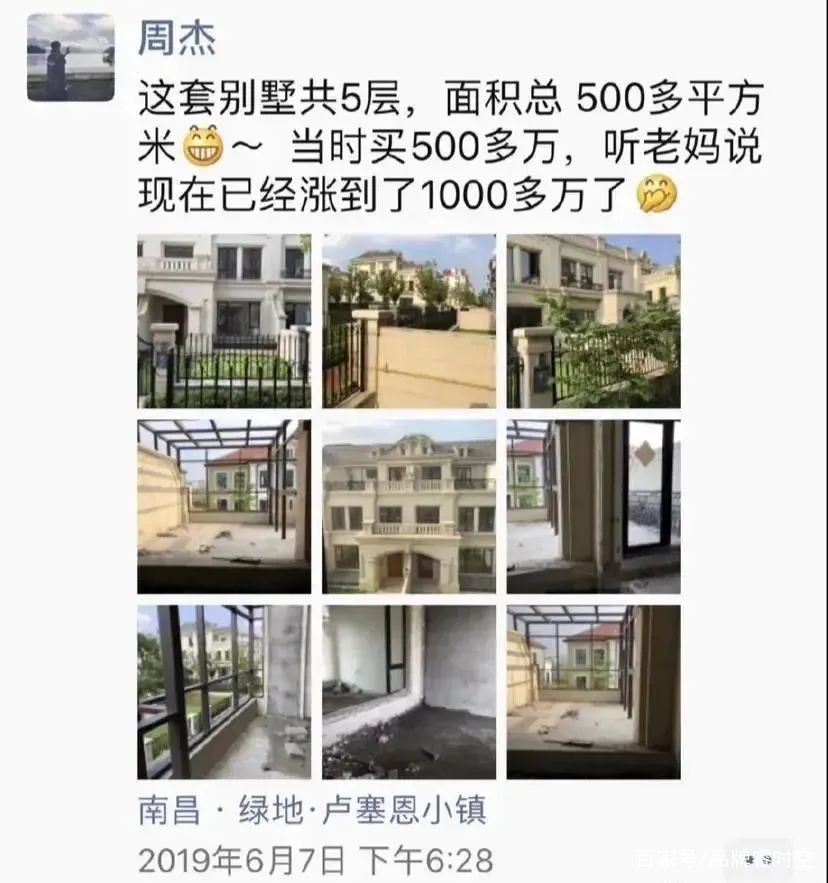 周杰
这套别墅共5层，面积总 500多平方
米😁～ 当时买500多万，听老妈说
现在已经涨到了1000多万了🤭
南昌 · 绿地·卢塞恩小镇
2019年6月7日 下午6:28
百家号/品牌睿时空